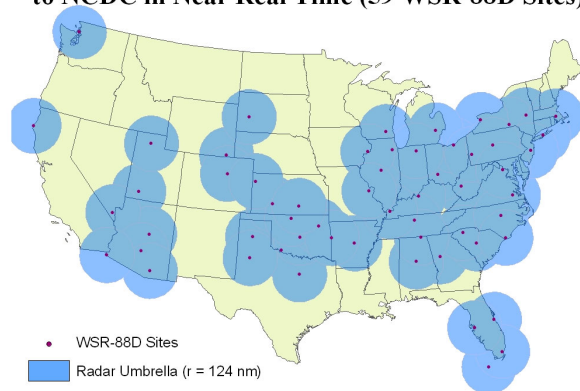 to NCDC in Near Real Time (59 WSR-88D Sites)
WSR-88D Sites
Radar Umbrella (r = 124 nm)